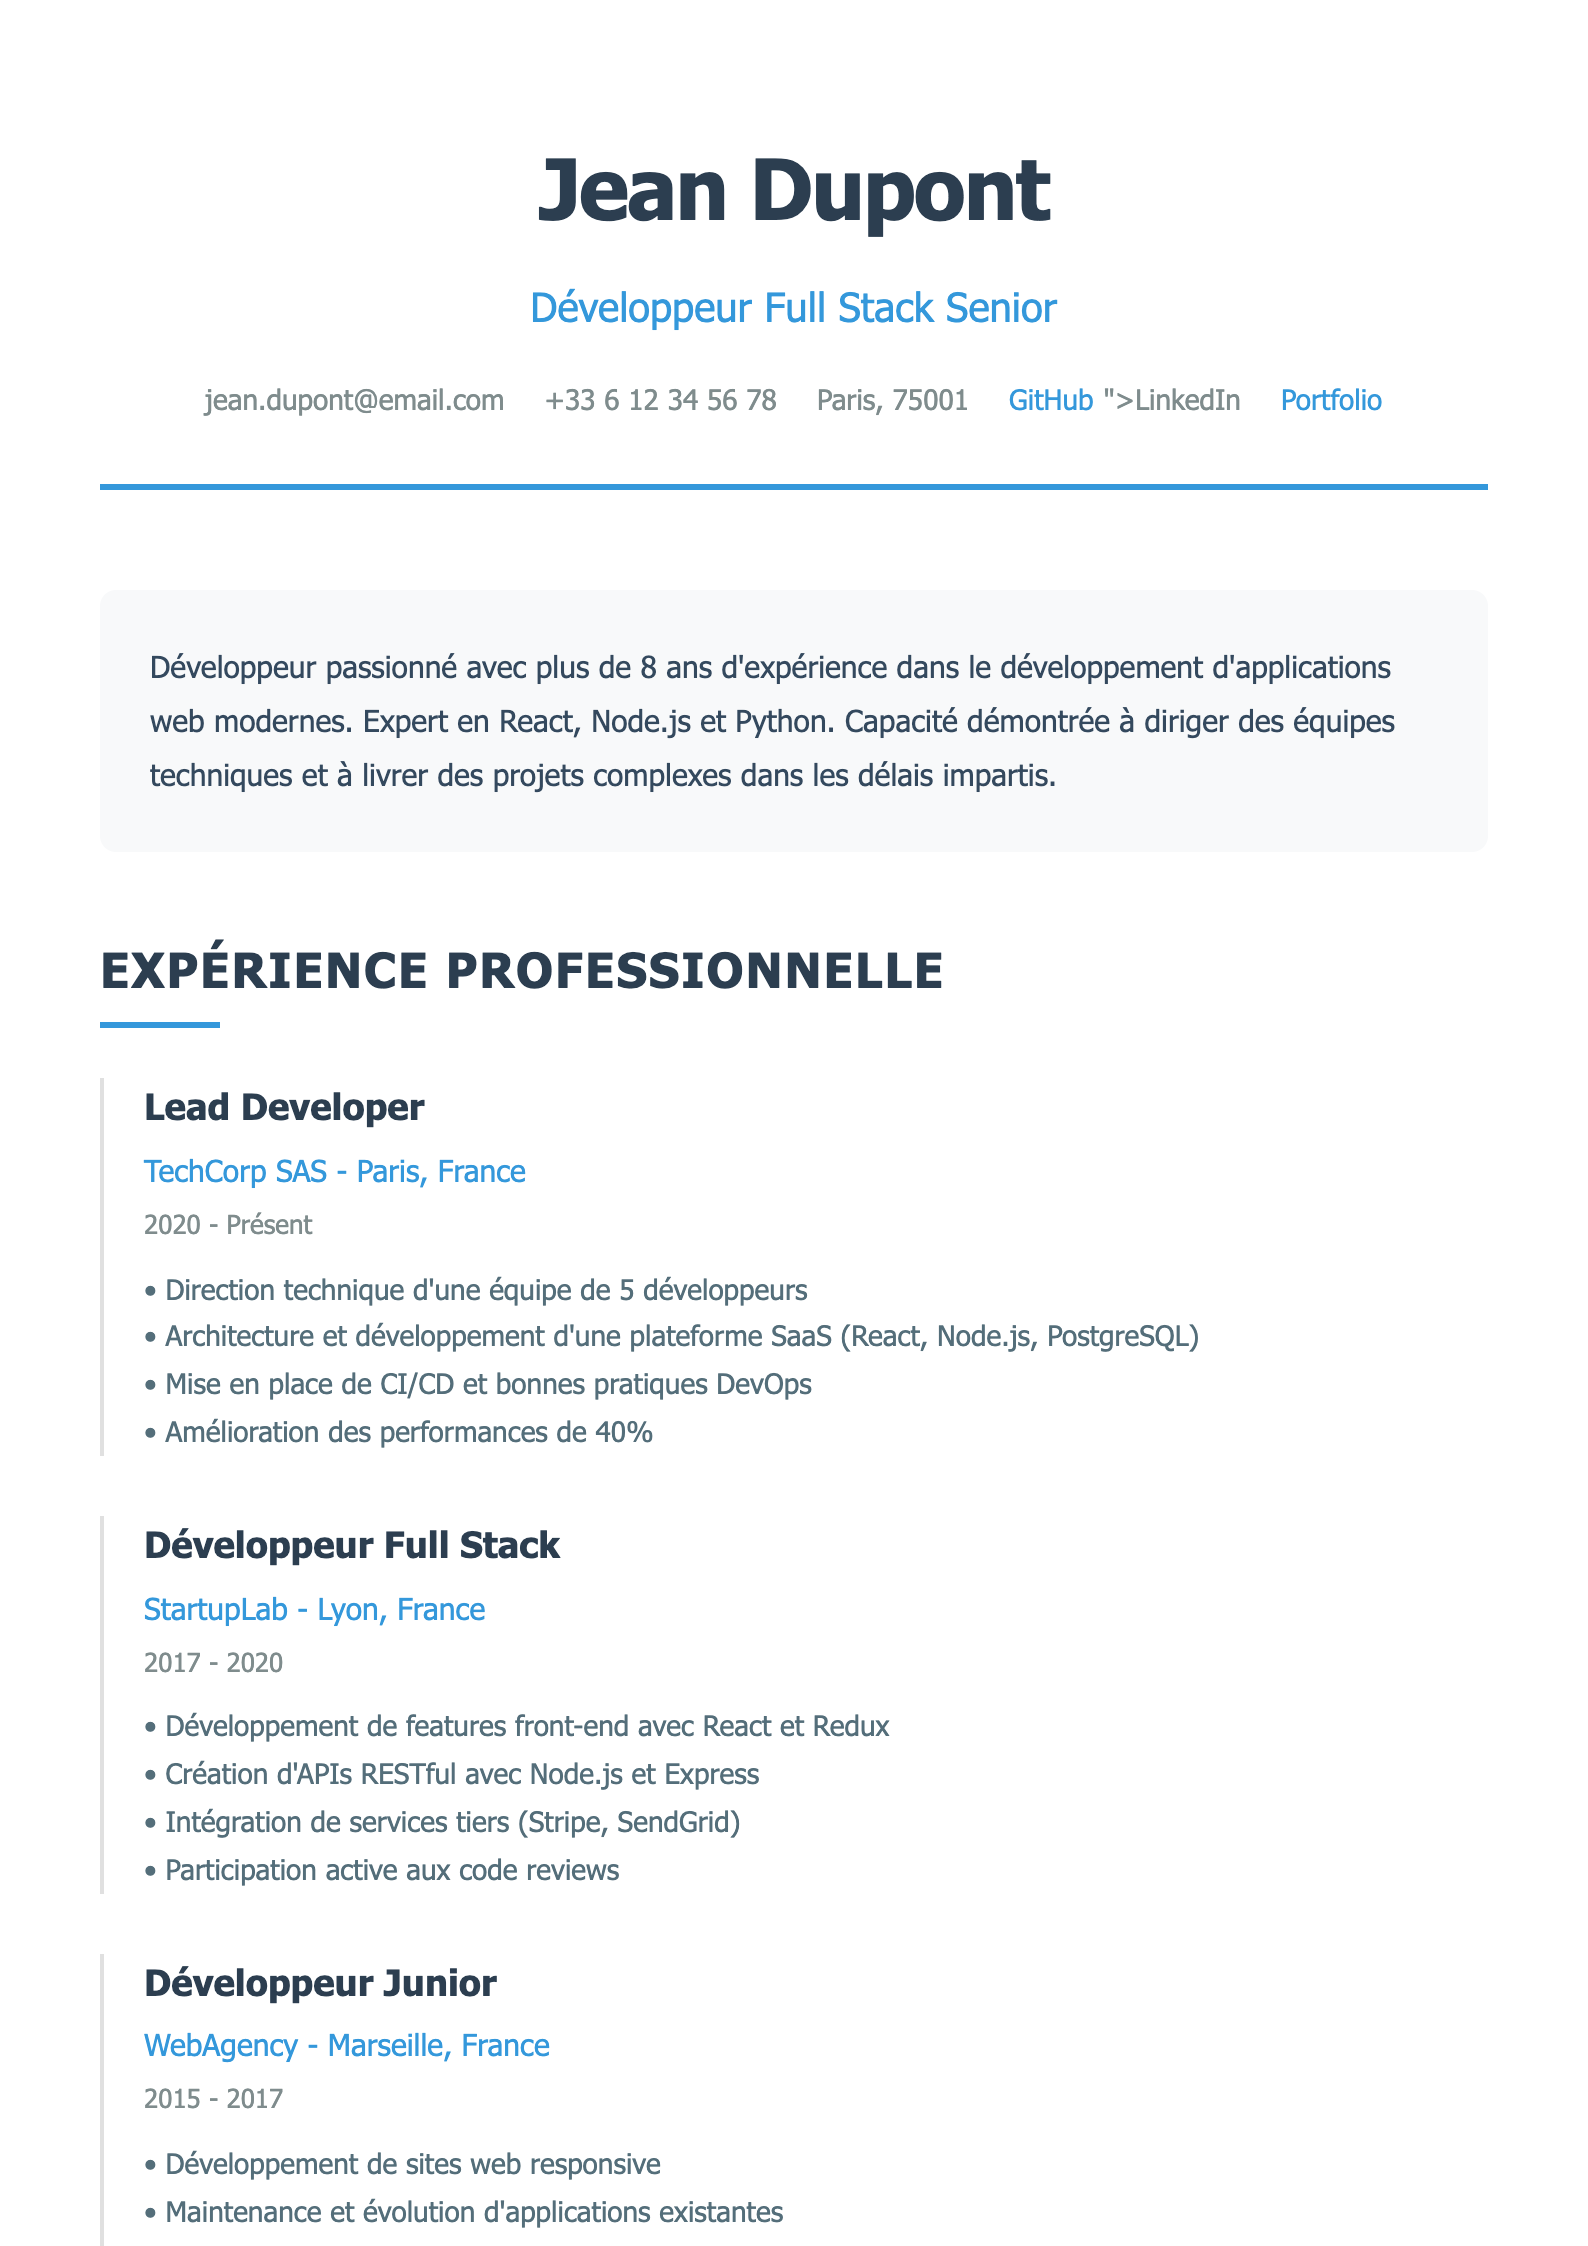 Jean Dupont
Développeur Full Stack Senior
jean.dupont@email.com +33 6 12 34 56 78 Paris, 75001 GitHub ">LinkedIn Portfolio
Développeur passionné avec plus de 8 ans d'expérience dans le développement d'applications
web modernes. Expert en React, Node.js et Python. Capacité démontrée à diriger des équipes
techniques et à livrer des projets complexes dans les délais impartis.
EXPÉRIENCE PROFESSIONNELLE
Lead Developer
TechCorp SAS - Paris, France
2020 - Présent
• Direction technique d'une équipe de 5 développeurs
• Architecture et développement d'une plateforme SaaS (React, Node.js, PostgreSQL)
• Mise en place de CI/CD et bonnes pratiques DevOps
• Amélioration des performances de 40%
Développeur Full Stack
StartupLab - Lyon, France
2017 - 2020
• Développement de features front-end avec React et Redux
• Création d'APIs RESTful avec Node.js et Express
• Intégration de services tiers (Stripe, SendGrid)
• Participation active aux code reviews
Développeur Junior
WebAgency - Marseille, France
2015 - 2017
• Développement de sites web responsive
• Maintenance et évolution d'applications existantes